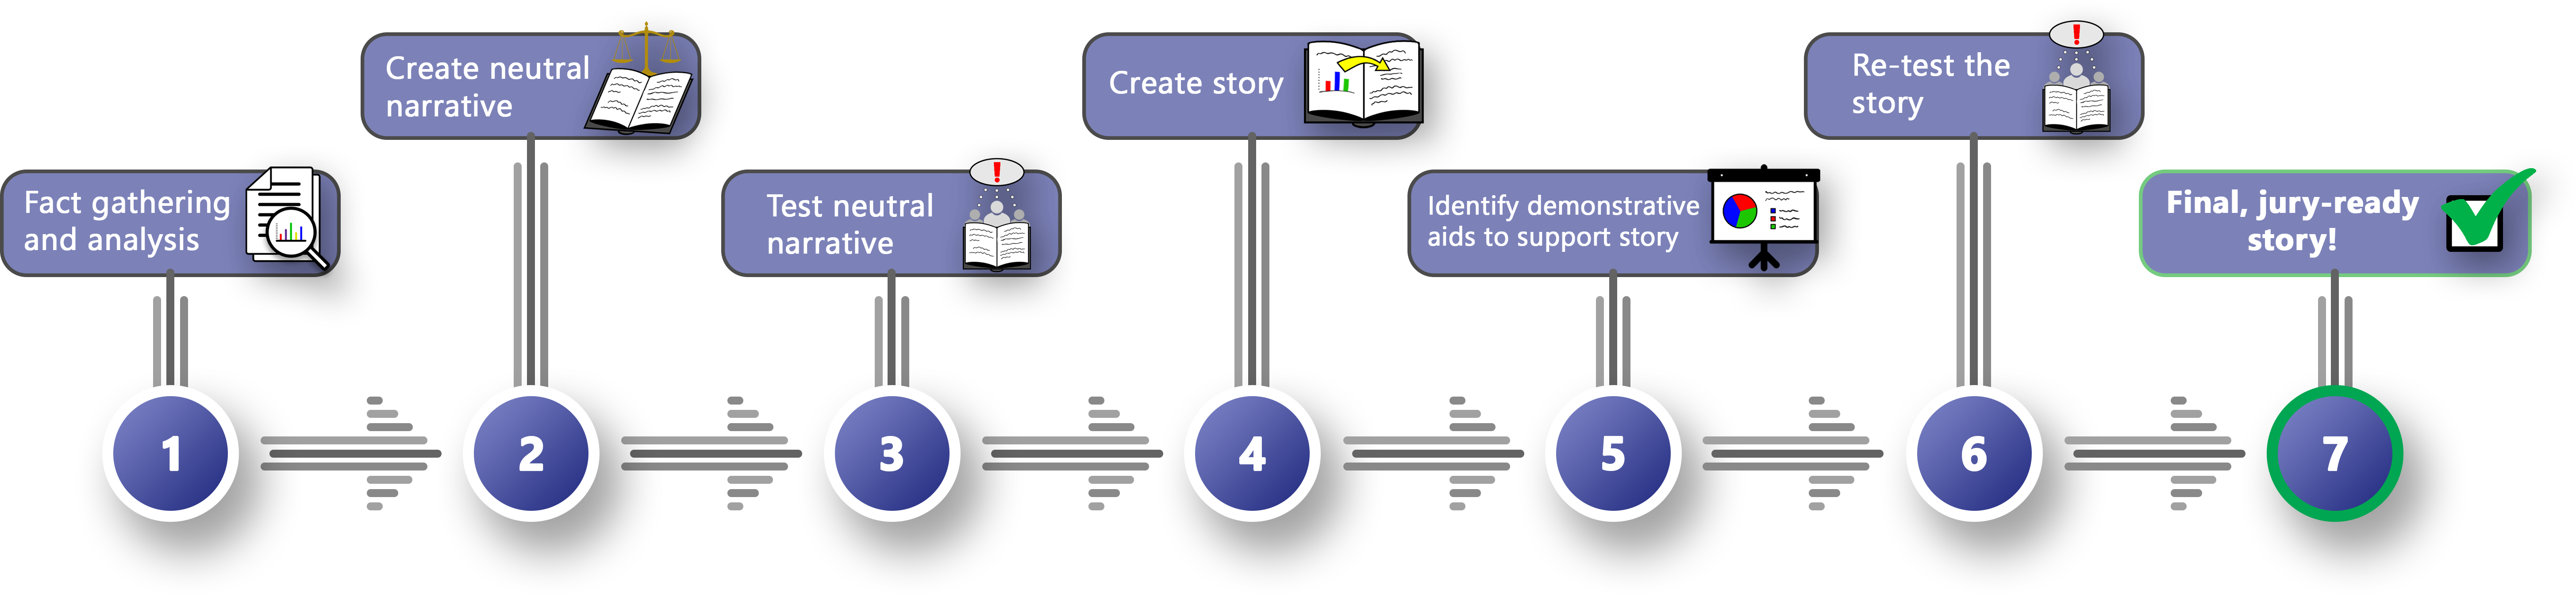 Fact gathering
and analysis
Create neutral
narrative
Test neutral
narrative
Create story
Identify demonstrative
aids to support story
Re-test the
story
Final, jury-ready
story!
1
2
3
4
5
6
7